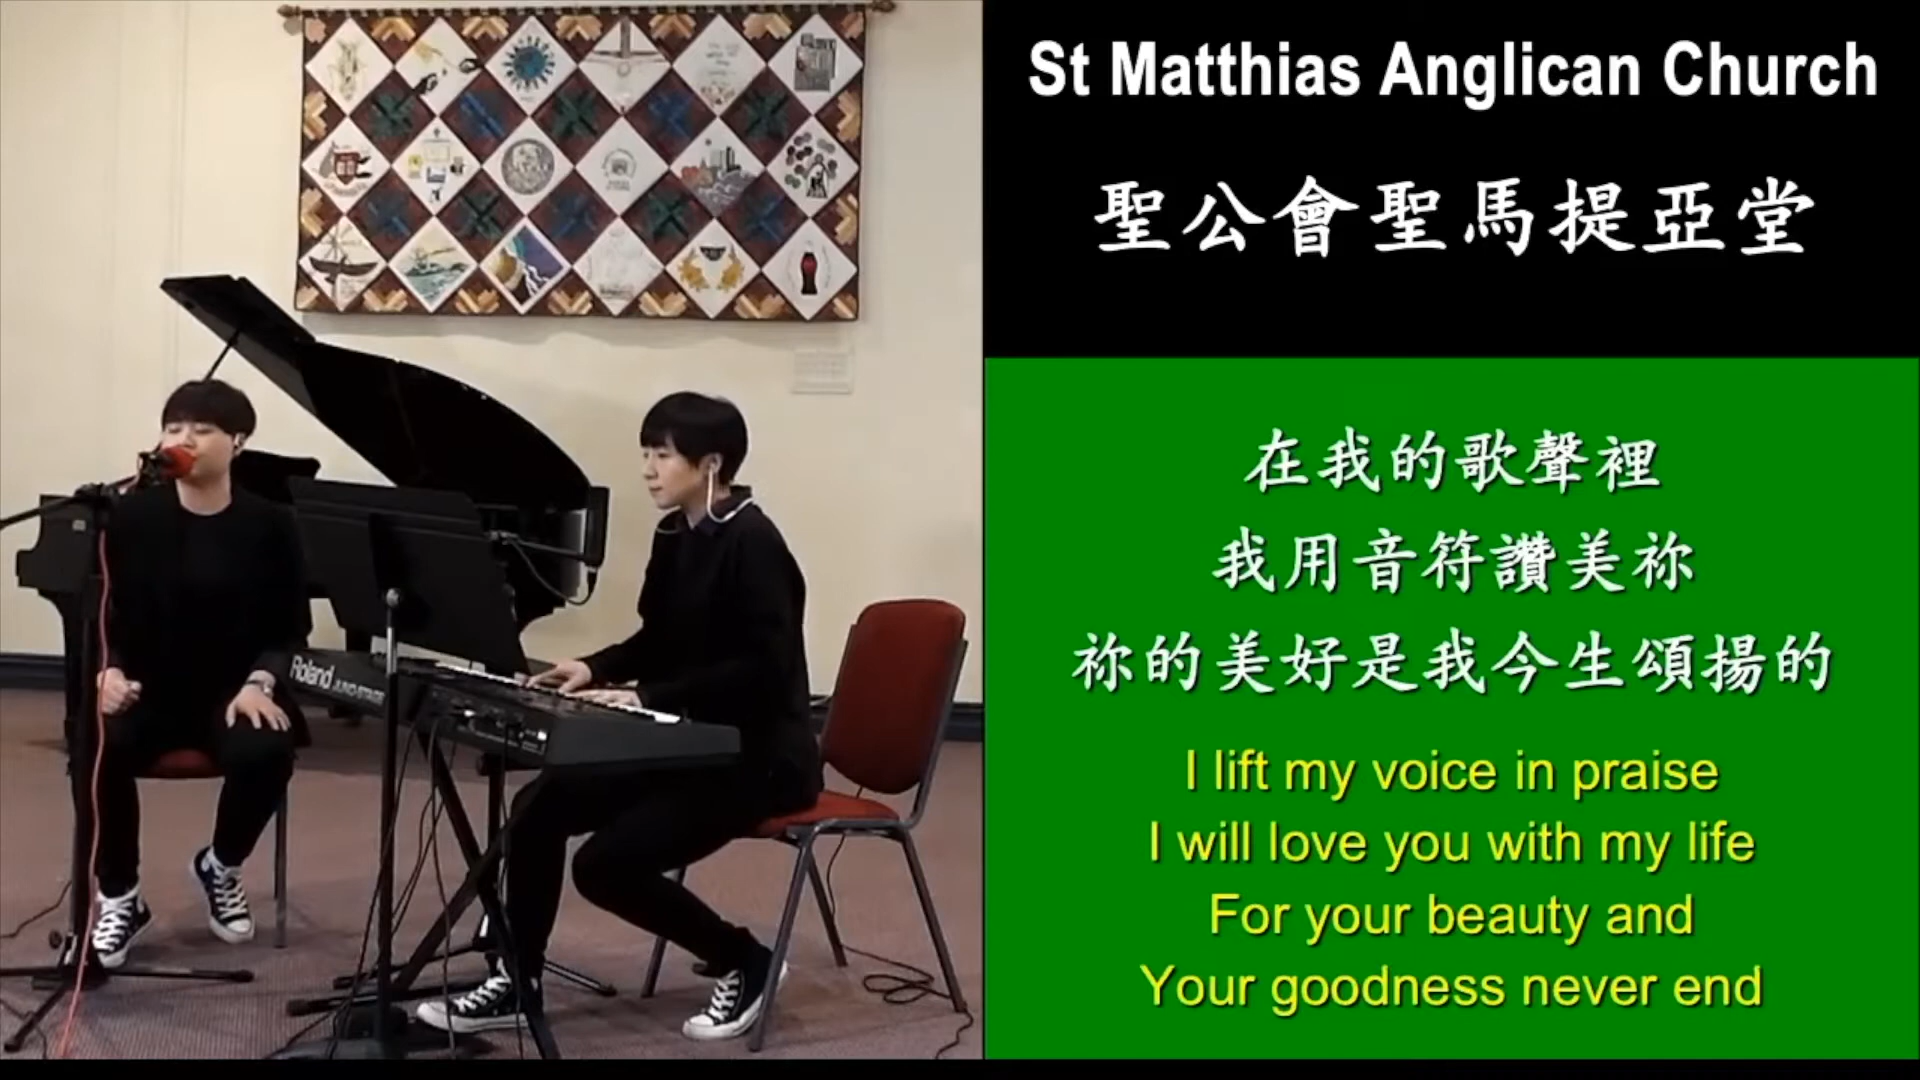 St Matthias Anglican Church
聖公會聖馬提亞堂
在我的歌聲裡
我用音符讚美祢
祢的美好是我今生頌揚的
I lift my voice in praise
I will love you with my life
For your beauty and
Your goodness never end
Roland JUNO-STAGE